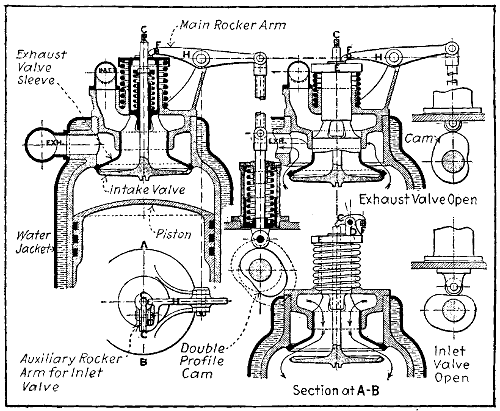 C
Main Rocker Arm
E
H
Exhaust
Valve
Sleeve
INLET
EXH.
Intake Valve
Piston
Water
Jacket
A
H
C
B
Auxiliary Rocker
Arm for Inlet
Valve
Double
Profile
Cam
C
E
H
EXH.
Cam
Exhaust Valve Open
Section at A-B
Inlet
Valve
Open